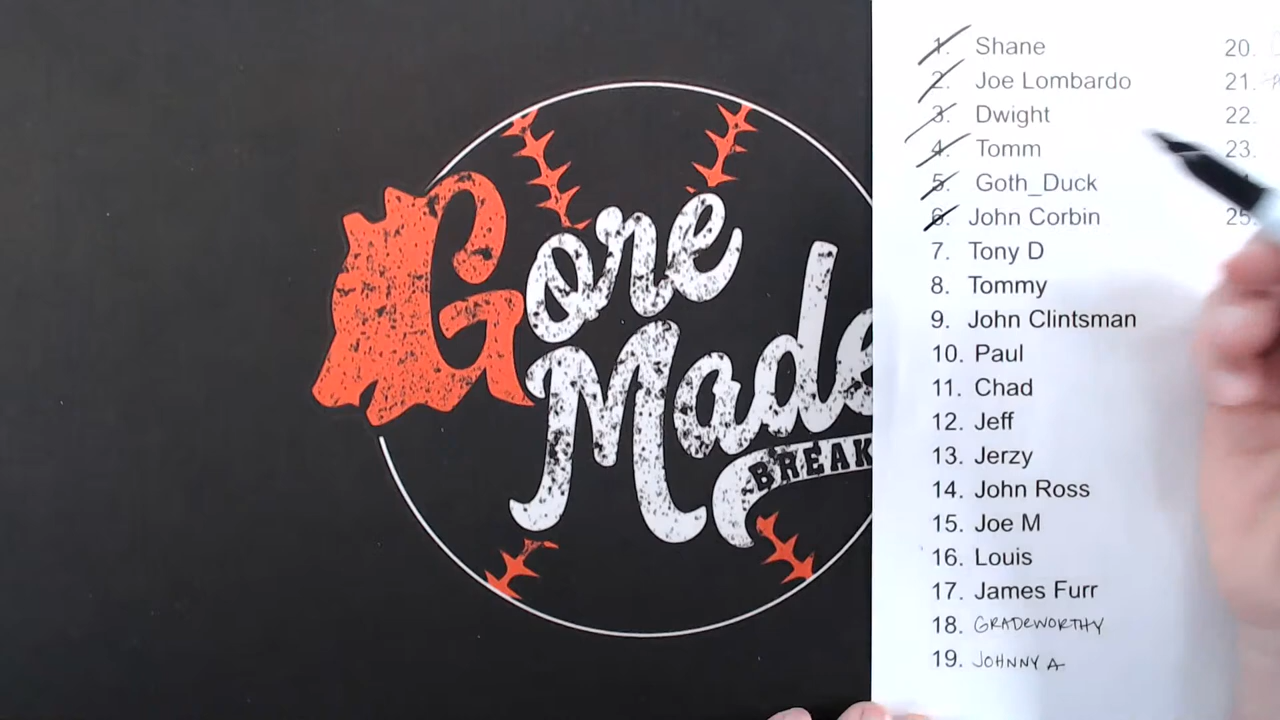 Gore
Made
BREAK
1. Shane
2. Joe Lombardo
3. Dwight
4. Tomm
5. Goth_Duck
6. John Corbin
7. Tony D
8. Tommy
9. John Clintsman
10. Paul
11. Chad
12. Jeff
13. Jerzy
14. John Ross
15. Joe M
16. Louis
17. James Furr
18. GRADEWORTHY
19. JOHNNY A
20.
21.
22.
23.
25.